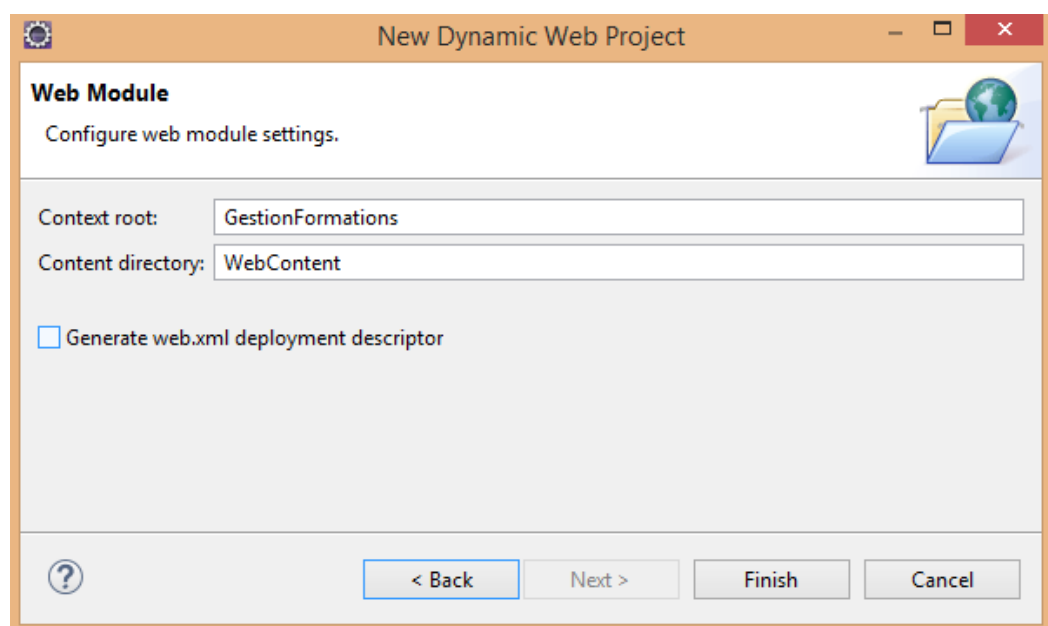 New Dynamic Web Project
Web Module
Configure web module settings.
Context root: GestionFormations
Content directory: WebContent
Generate web.xml deployment descriptor
? < Back Next > Finish Cancel